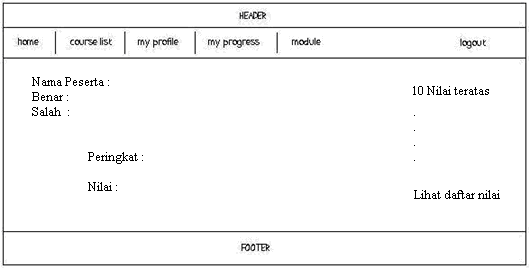 HEADER
home course list my profile my progress module logout
Nama Peserta :
Benar :
Salah :
Peringkat :
Nilai :
10 Nilai teratas
.
.
.
.
Lihat daftar nilai
FOOTER